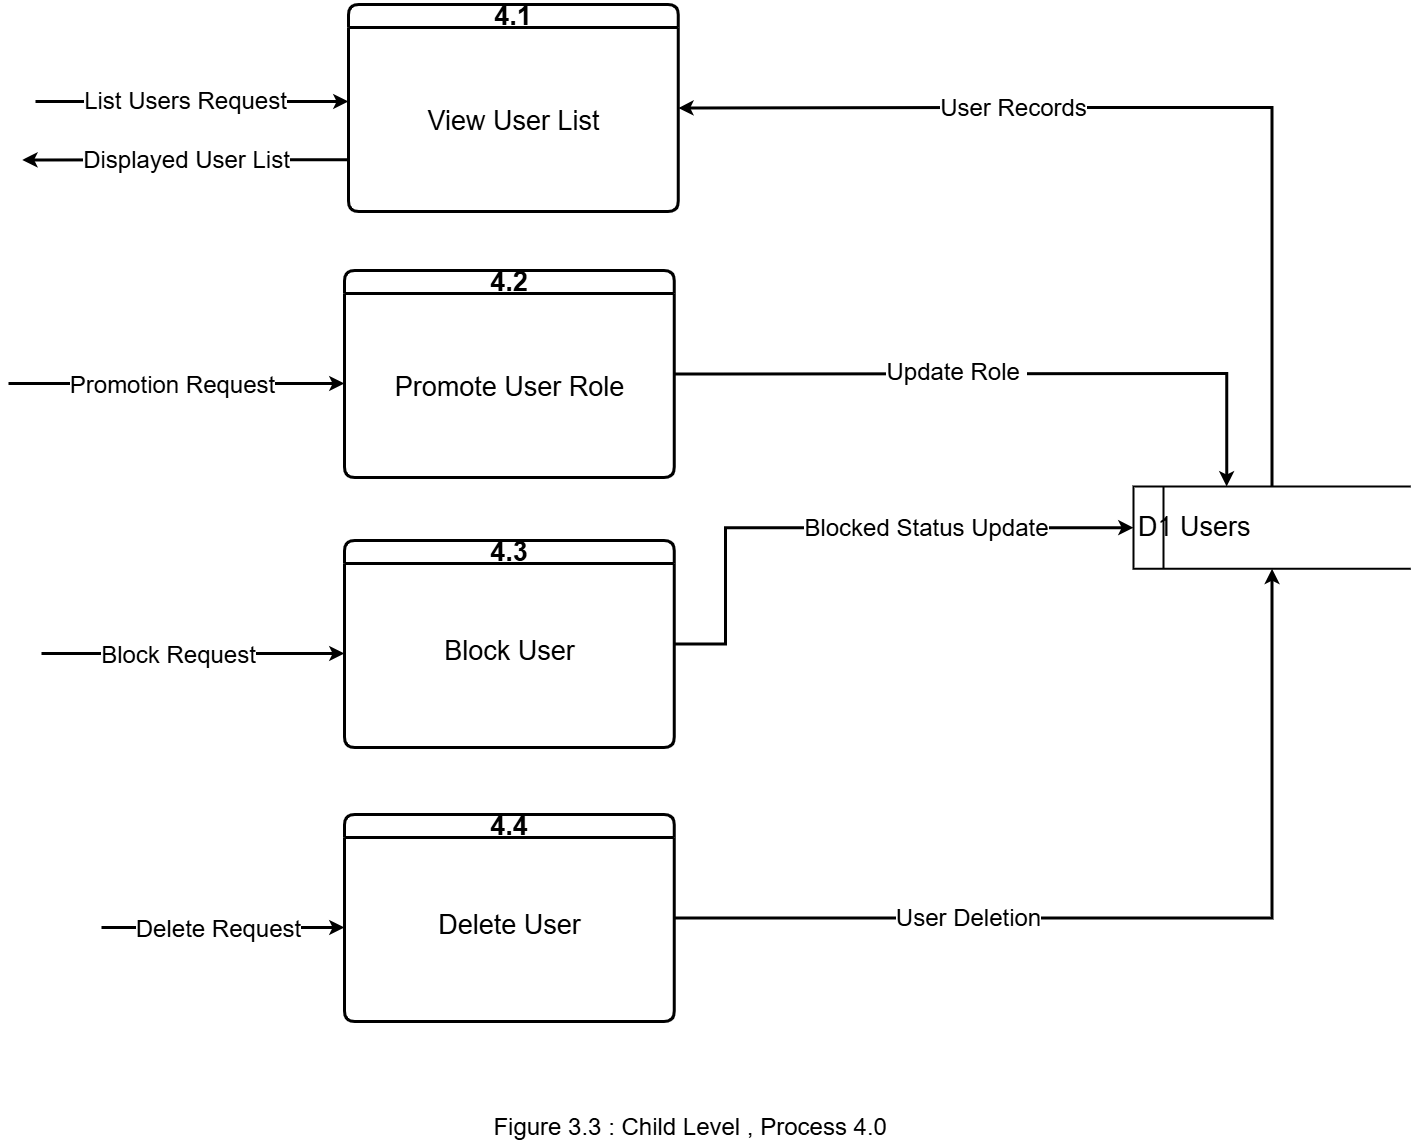 4.1
List Users Request
View User List
User Records
Displayed User List
4.2
Promotion Request
Promote User Role
Update Role
4.3
Blocked Status Update
D1 Users
Block Request
Block User
4.4
Delete Request
Delete User
User Deletion
Figure 3.3 : Child Level , Process 4.0